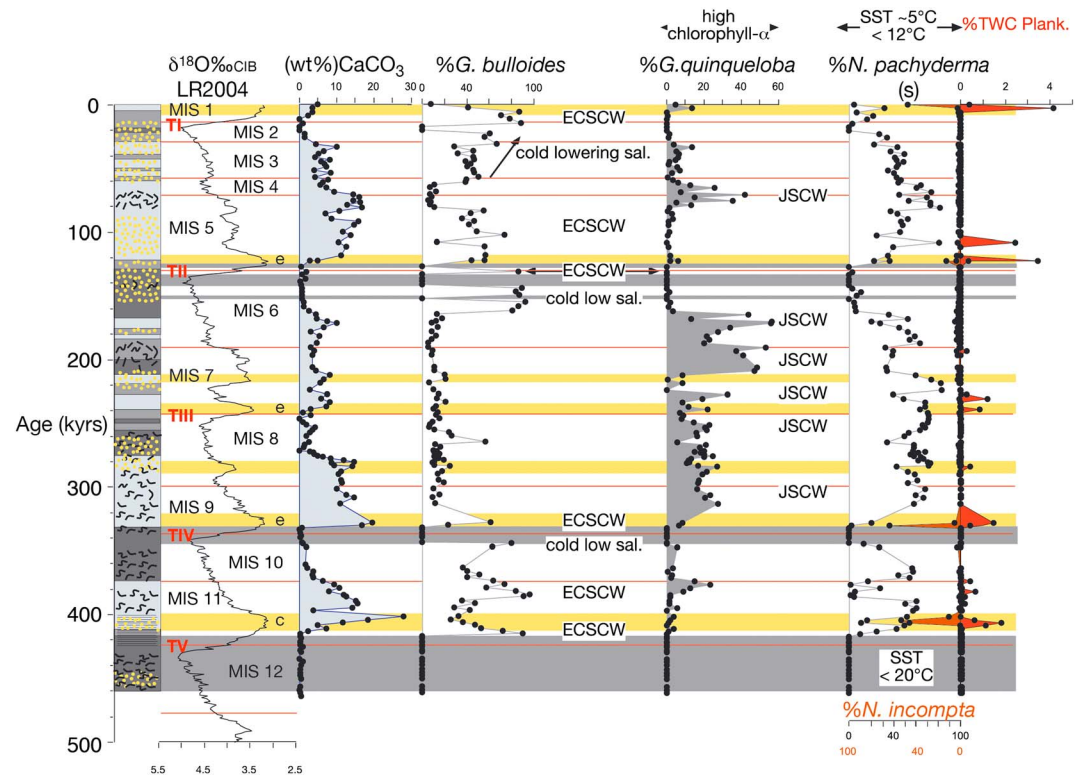 high
chlorophyll-α
SST ~5°C
< 12°C
%TWC Plank.
δ18O‰CIB
LR2004
(wt%)CaCO3
%G. bulloides
%G.quinqueloba
%N. pachyderma
(s)
0 10 20 30
0 40 60 100
0 20 40 60
0 40 100
0 2 4
0
100
200
300
400
500
Age (kyrs)
MIS 1
TI
MIS 2
MIS 3
MIS 4
MIS 5
e
TII
MIS 6
MIS 7
e
TIII
MIS 8
MIS 9
e
TIV
MIS 10
MIS 11
c
TV
MIS 12
ECSCW
cold lowering sal.
ECSCW
ECSCW
cold low sal.
ECSCW
cold low sal.
ECSCW
ECSCW
JSCW
JSCW
JSCW
JSCW
JSCW
JSCW
SST
< 20°C
%N. incompta
0 40 100
100 40 0
5.5 4.5 3.5 2.5